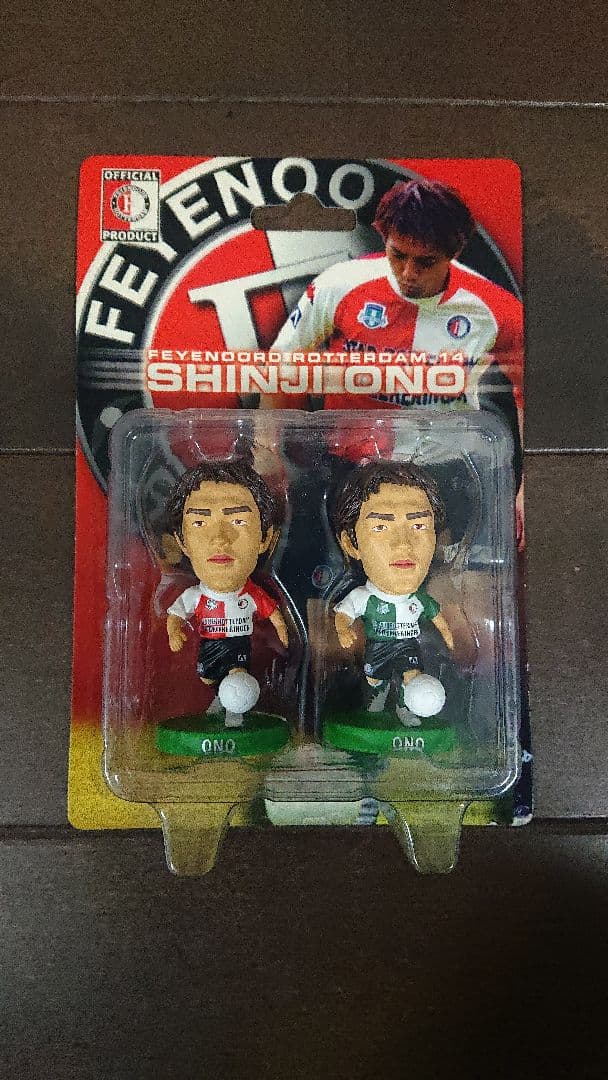 OFFICIAL
PRODUCT
FEYENOO
FEYENOORD ROTTERDAM 14
SHINJI ONO
ONO
ONO